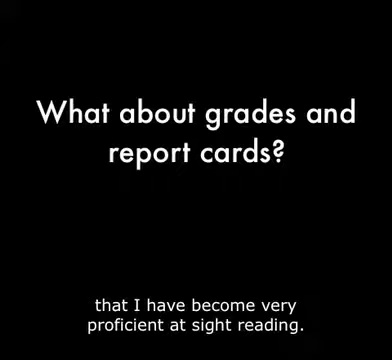 What about grades and
report cards?
that I have become very
proficient at sight reading.